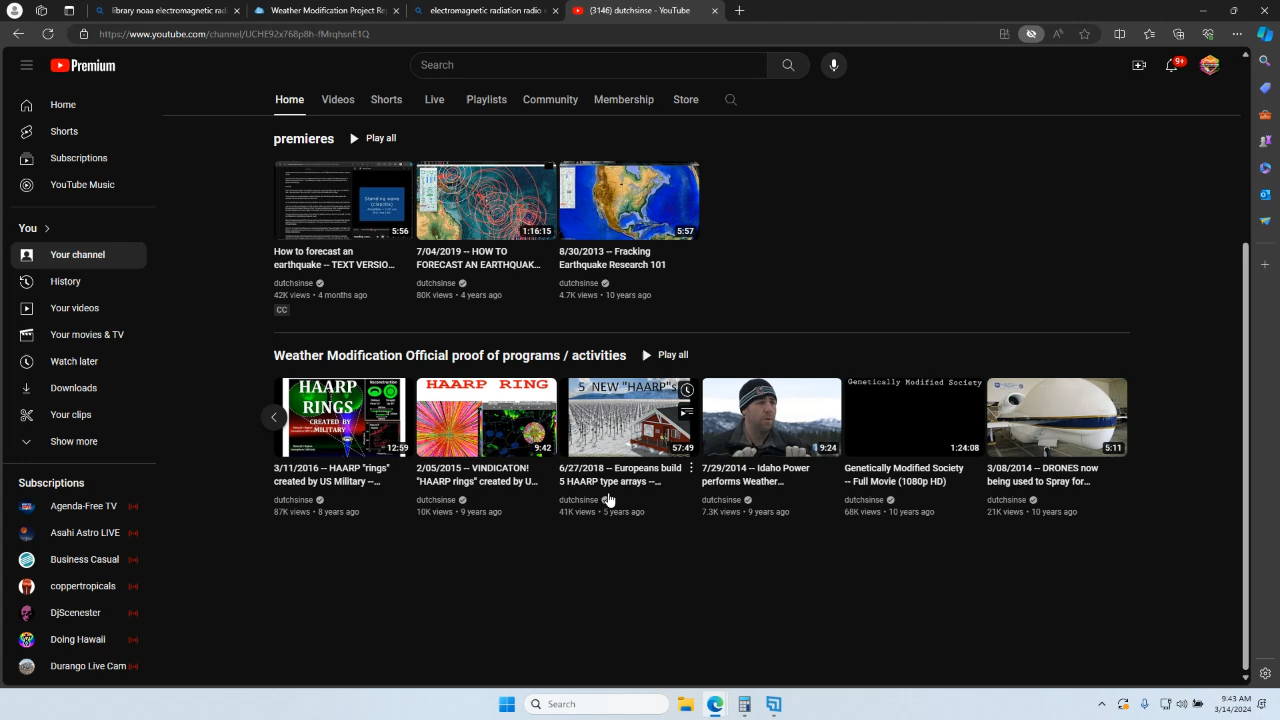 library noaa electromagnetic radi
Weather Modification Project Re
electromagnetic radiation radio
(3146) dutchsinse - YouTube
https://www.youtube.com/channel/UCHE92x768p8h-fMrqhsnE1Q
Premium
Search
9+
Home
Videos
Shorts
Live
Playlists
Community
Membership
Store
Home
Shorts
Subscriptions
YouTube Music
You
Your channel
History
Your videos
Your movies & TV
Watch later
Downloads
Your clips
Show more
Subscriptions
Agenda-Free TV
Asahi Astro LIVE
Business Casual
coppertropicals
DjScenester
Doing Hawaii
Durango Live Cam
premieres
Play all
Standing wave
5:56
1:16:15
5:57
How to forecast an
earthquake -- TEXT VERSIO...
dutchsinse
42K views • 4 months ago
CC
7/04/2019 -- HOW TO
FORECAST AN EARTHQUAK...
dutchsinse
80K views • 4 years ago
8/30/2013 -- Fracking
Earthquake Research 101
dutchsinse
4.7K views • 10 years ago
Weather Modification Official proof of programs / activities
Play all
HAARP
RINGS
CREATED BY
MILITARY
12:59
HAARP RING
9:42
5 NEW "HAARP"s
57:49
9:24
Genetically Modified Society
1:24:08
5:11
3/11/2016 -- HAARP "rings"
created by US Military --...
dutchsinse
87K views • 8 years ago
2/05/2015 -- VINDICATON!
"HAARP rings" created by U...
dutchsinse
10K views • 9 years ago
6/27/2018 -- Europeans build
5 HAARP type arrays --...
dutchsinse
41K views • 5 years ago
7/29/2014 -- Idaho Power
performs Weather...
dutchsinse
7.3K views • 9 years ago
Genetically Modified Society
-- Full Movie (1080p HD)
dutchsinse
68K views • 10 years ago
3/08/2014 -- DRONES now
being used to Spray for...
dutchsinse
21K views • 10 years ago
Search
9:43 AM
3/14/2024